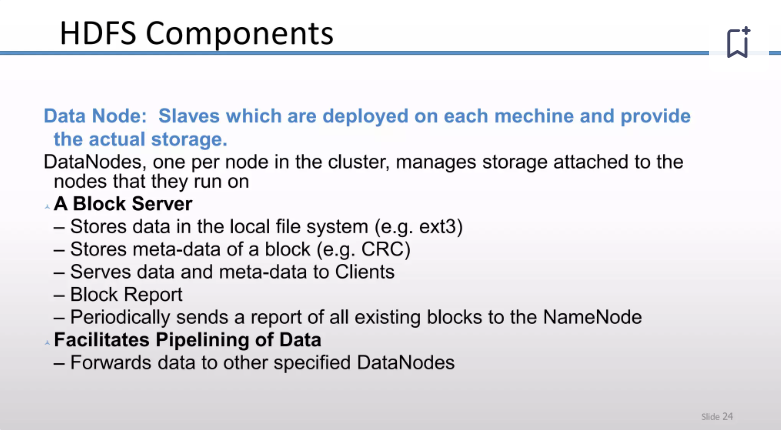 HDFS Components
Data Node:  Slaves which are deployed on each mechine and provide
the actual storage.
DataNodes, one per node in the cluster, manages storage attached to the
nodes that they run on
A Block Server
– Stores data in the local file system (e.g. ext3)
– Stores meta-data of a block (e.g. CRC)
– Serves data and meta-data to Clients
– Block Report
– Periodically sends a report of all existing blocks to the NameNode
Facilitates Pipelining of Data
– Forwards data to other specified DataNodes
Slide 24